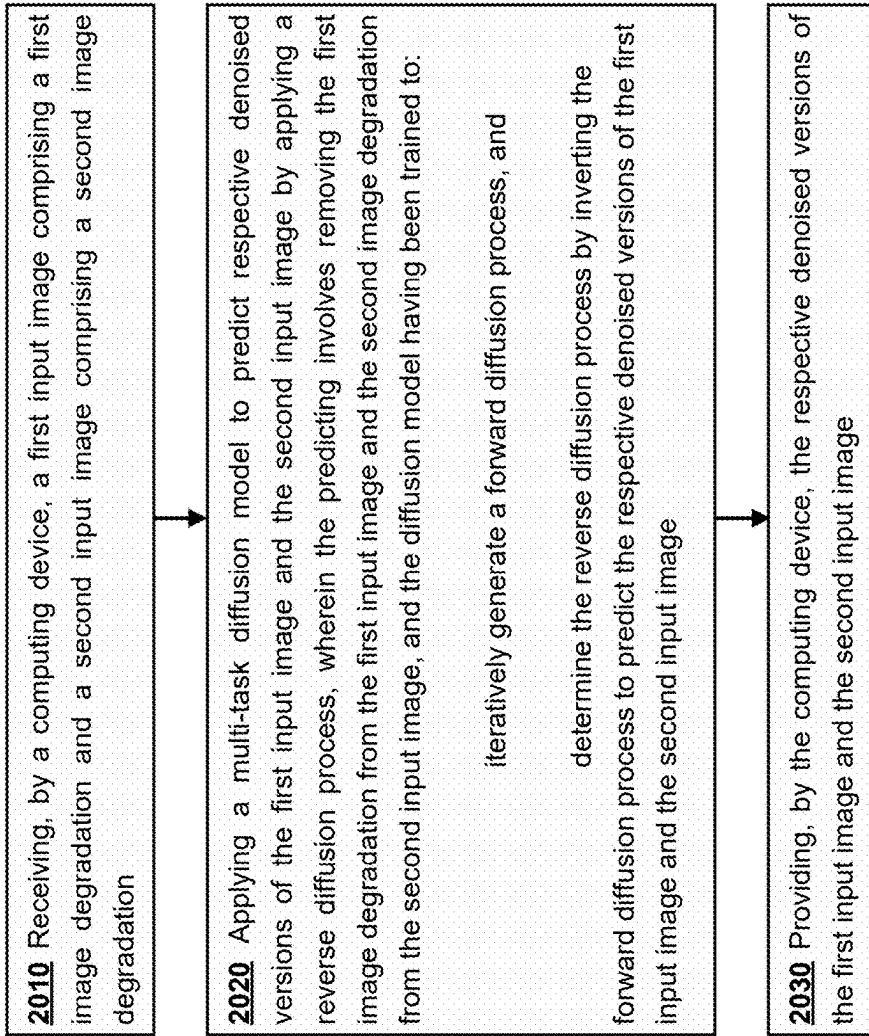 2010 Receiving, by a computing device, a first input image comprising a first
image degradation and a second input image comprising a second image
degradation
2020 Applying a multi-task diffusion model to predict respective denoised
versions of the first input image and the second input image by applying a
reverse diffusion process, wherein the predicting involves removing the first
image degradation from the first input image and the second image degradation
from the second input image, and the diffusion model having been trained to:
iteratively generate a forward diffusion process, and
determine the reverse diffusion process by inverting the
forward diffusion process to predict the respective denoised versions of the first
input image and the second input image
2030 Providing, by the computing device, the respective denoised versions of
the first input image and the second input image